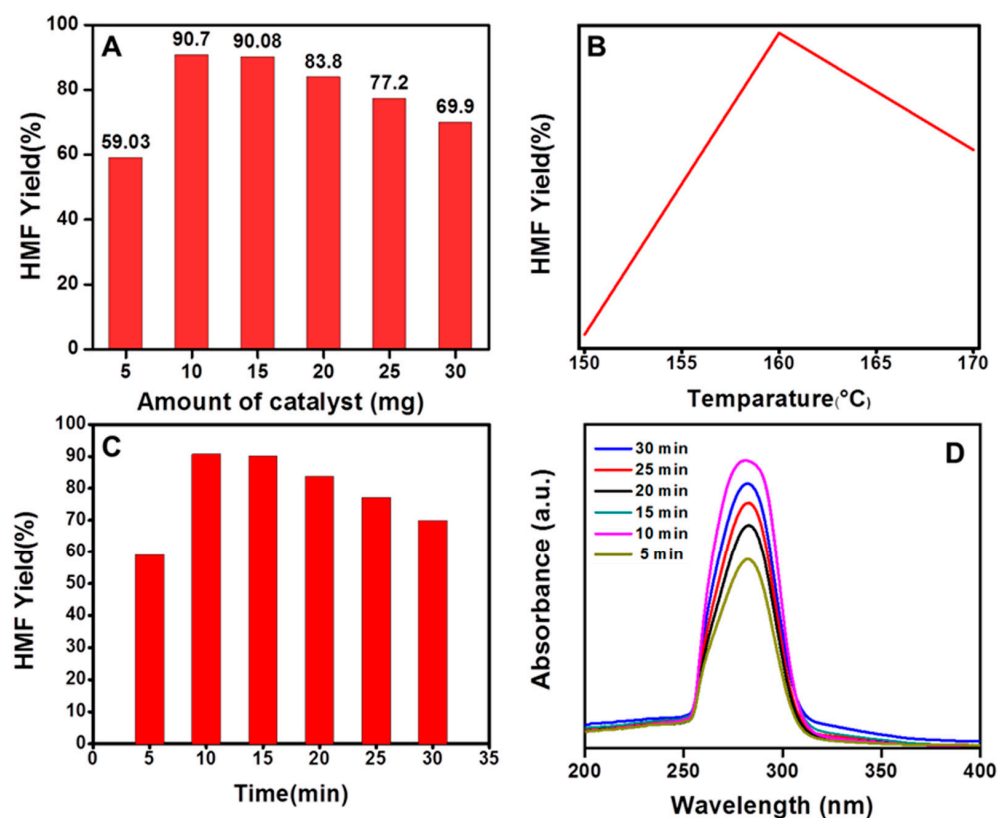 A
HMF Yield(%)
100
80
60
40
20
0
59.03
90.7
90.08
83.8
77.2
69.9
5
10
15
20
25
30
Amount of catalyst (mg)
B
HMF Yield(%)
150
155
160
165
170
Temparature(°C)
C
HMF Yield(%)
100
90
80
70
60
50
40
30
20
10
0
0
5
10
15
20
25
30
35
Time(min)
D
Absorbance (a.u.)
30 min
25 min
20 min
15 min
10 min
5 min
200
250
300
350
400
Wavelength (nm)